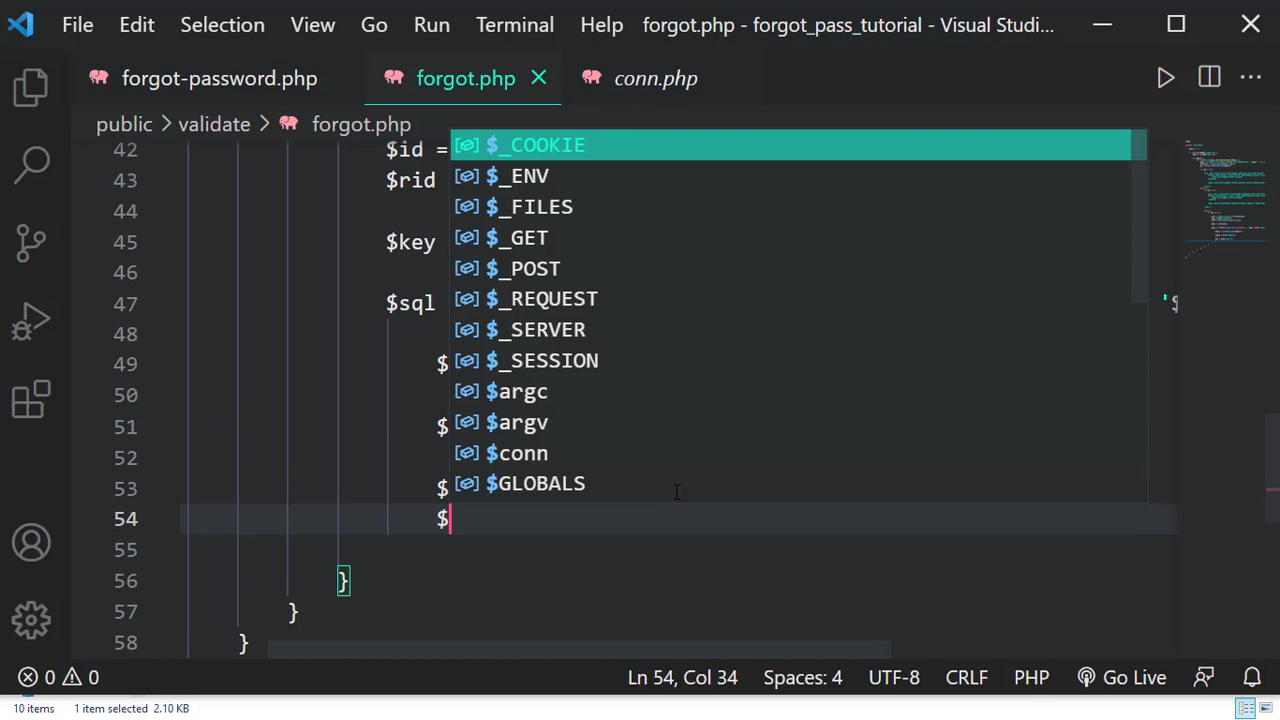 File Edit Selection View Go Run Terminal Help forgot.php - forgot_pass_tutorial - Visual Studi...
forgot-password.php forgot.php conn.php
public > validate > forgot.php
42 $id =
43 $rid
44
45 $key
46
47 $sql '$
48
49 $
50
51 $
52
53 $
54 $
55
56 }
57 }
58 }
$_COOKIE
$_ENV
$_FILES
$_GET
$_POST
$_REQUEST
$_SERVER
$_SESSION
$argc
$argv
$conn
$GLOBALS
0 0 Ln 54, Col 34 Spaces: 4 UTF-8 CRLF PHP Go Live
10 items 1 item selected 2.10 KB